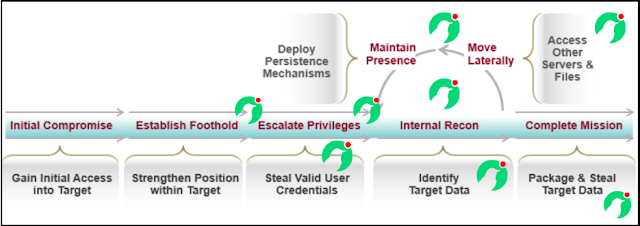 Deploy
Persistence
Mechanisms
Maintain
Presence
Move
Laterally
Access
Other
Servers &
Files
Initial Compromise
Establish Foothold
Escalate Privileges
Internal Recon
Complete Mission
Gain Initial Access
into Target
Strengthen Position
within Target
Steal Valid User
Credentials
Identify
Target Data
Package & Steal
Target Data